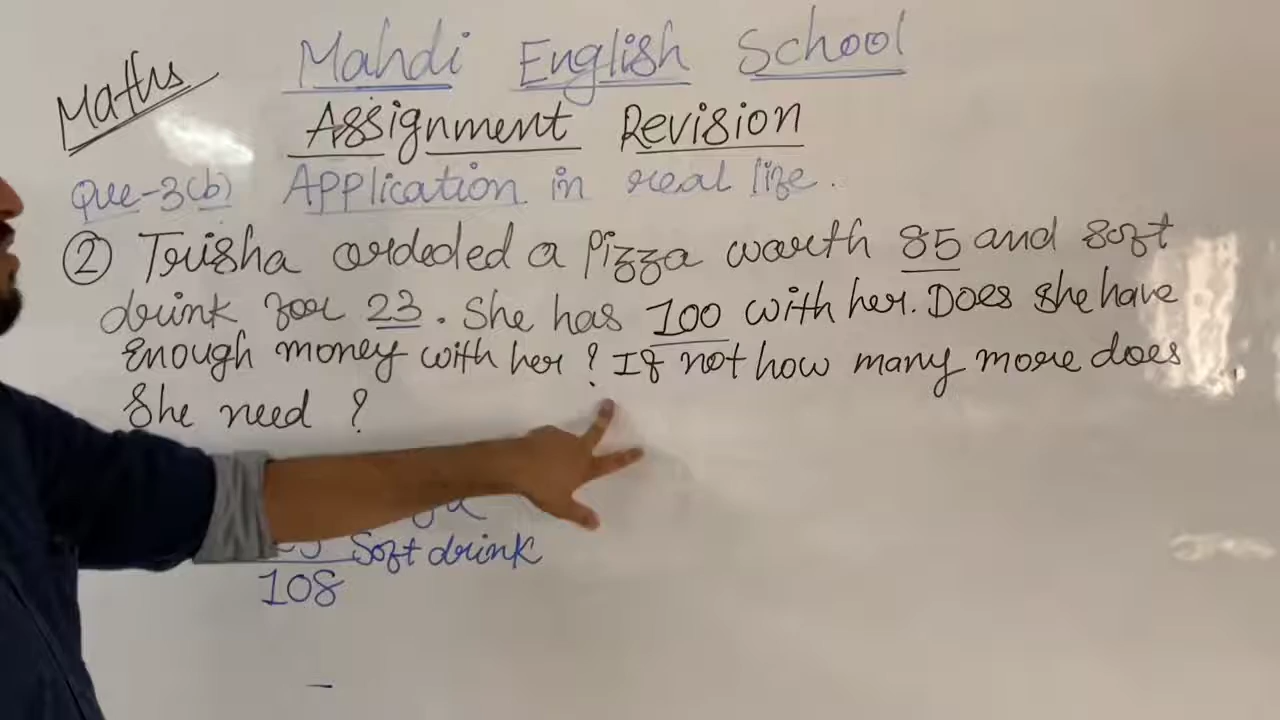 Maths
Mahdi English School
Assignment Revision
Que-3(b) Application in real life.
② Trisha ordeded a Pizza worth 85 and soft
drink for 23. She has 100 with her. Does She have
Enough money with her ? If not how many more does
She need ?
Soft drink
108